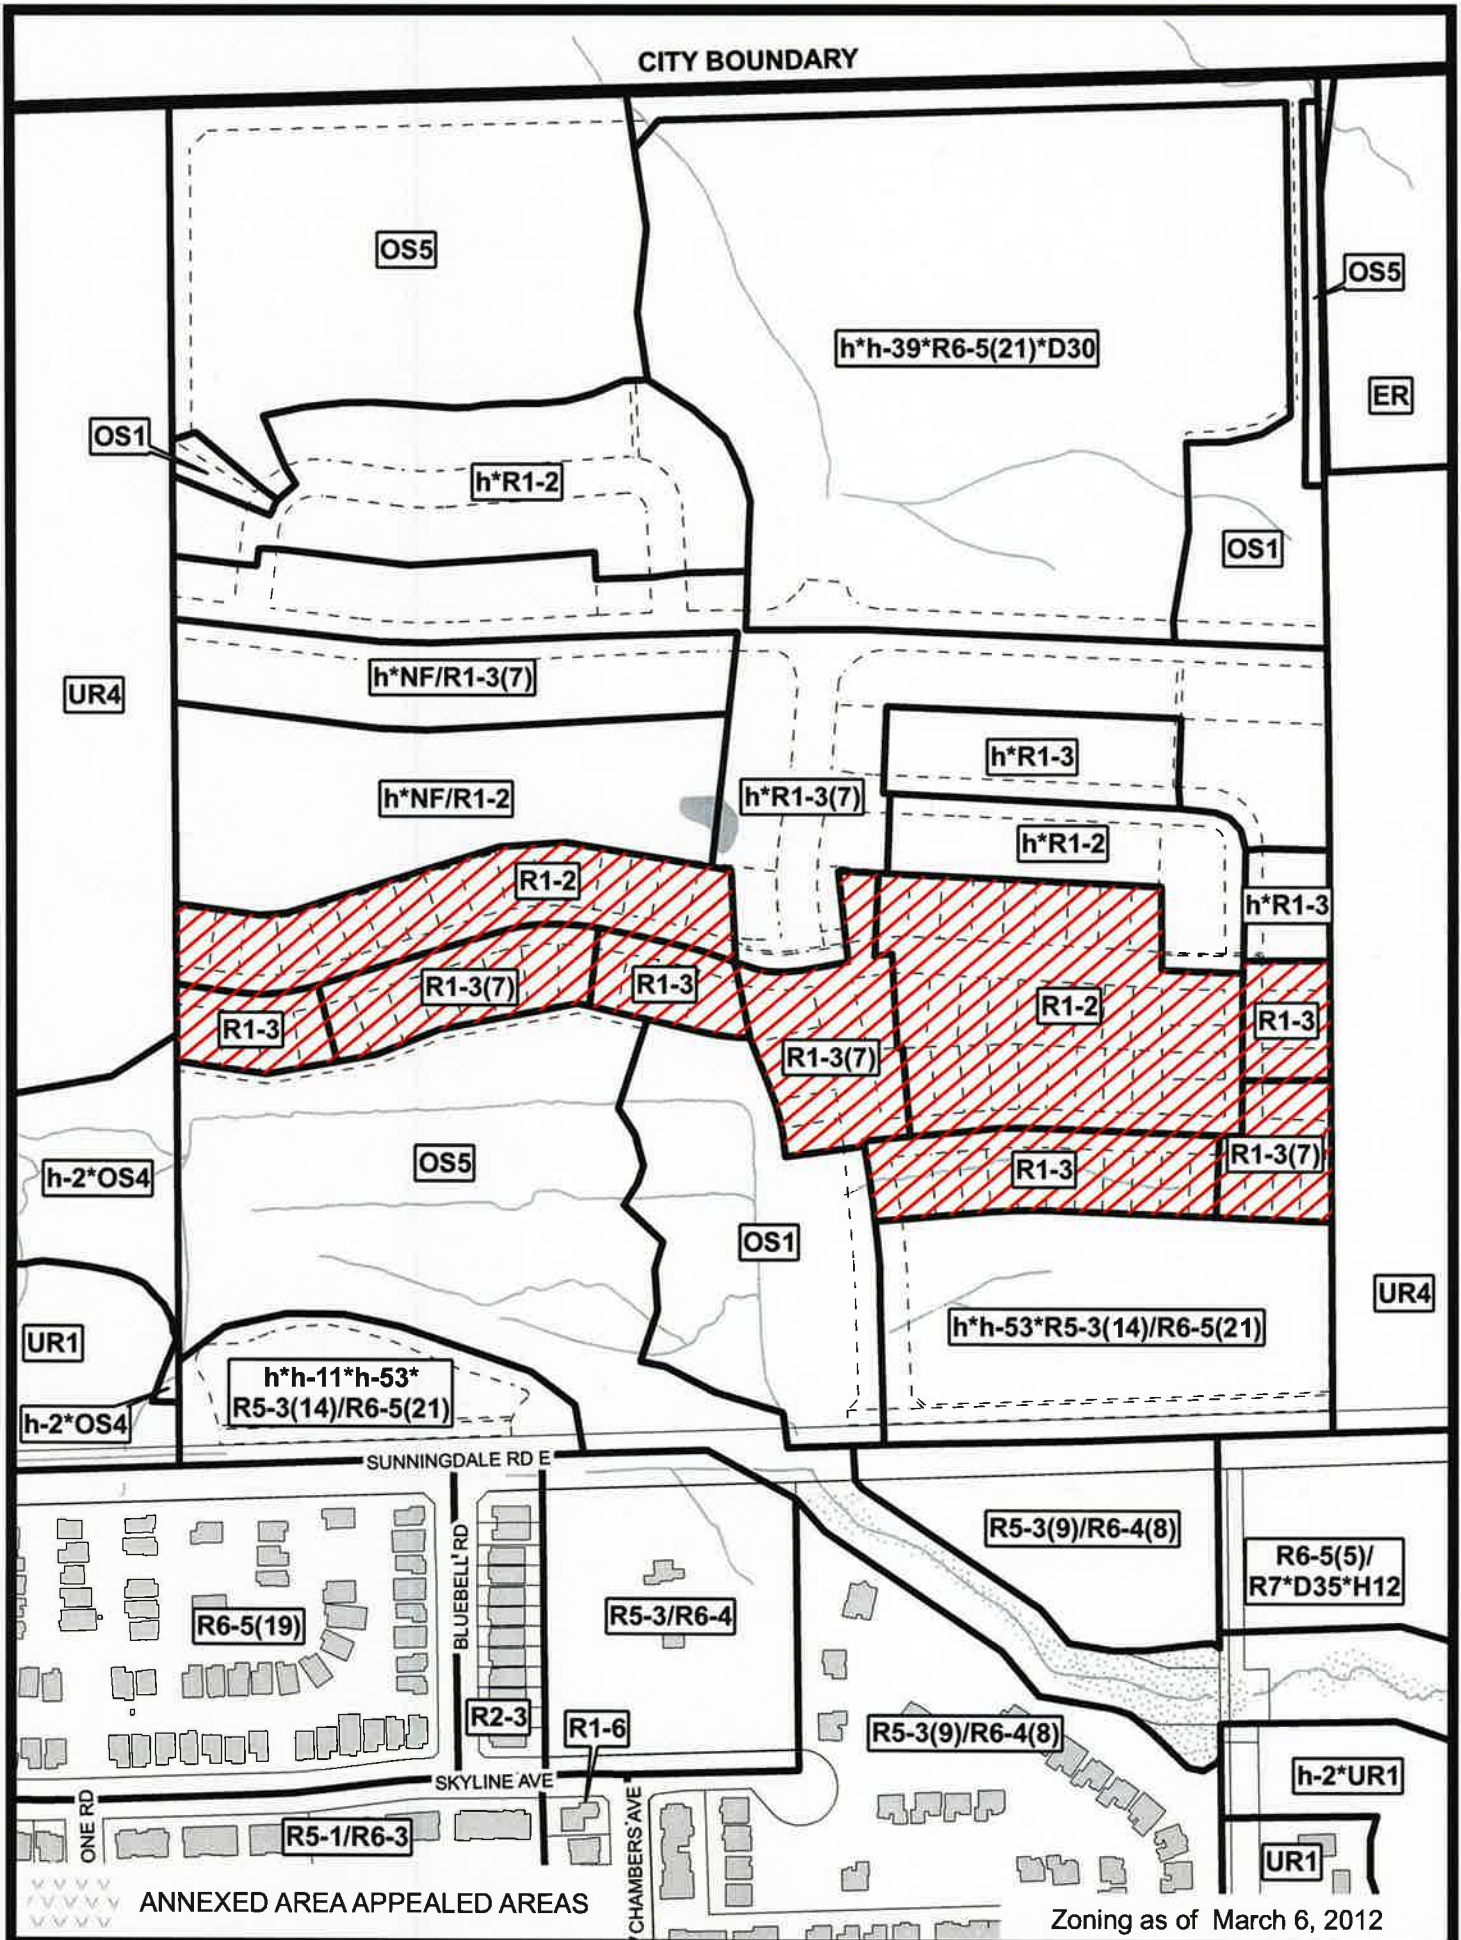 CITY BOUNDARY
OS5
OS5
h*h-39*R6-5(21)*D30
ER
OS1
h*R1-2
OS1
h*NF/R1-3(7)
UR4
h*R1-3
h*NF/R1-2
h*R1-3(7)
h*R1-2
R1-2
h*R1-3
R1-3(7)
R1-3
R1-2
R1-3
R1-3
R1-3(7)
R1-3(7)
OS5
R1-3
h-2*OS4
OS1
UR4
h*h-53*R5-3(14)/R6-5(21)
UR1
h*h-11*h-53*
R5-3(14)/R6-5(21)
h-2*OS4
SUNNINGDALE RD E
R5-3(9)/R6-4(8)
BLUEBELL RD
R6-5(5)/
R7*D35*H12
R5-3/R6-4
R6-5(19)
R2-3
R1-6
R5-3(9)/R6-4(8)
SKYLINE AVE
h-2*UR1
ONE RD
R5-1/R6-3
CHAMBERS AVE
UR1
ANNEXED AREA APPEALED AREAS
Zoning as of March 6, 2012